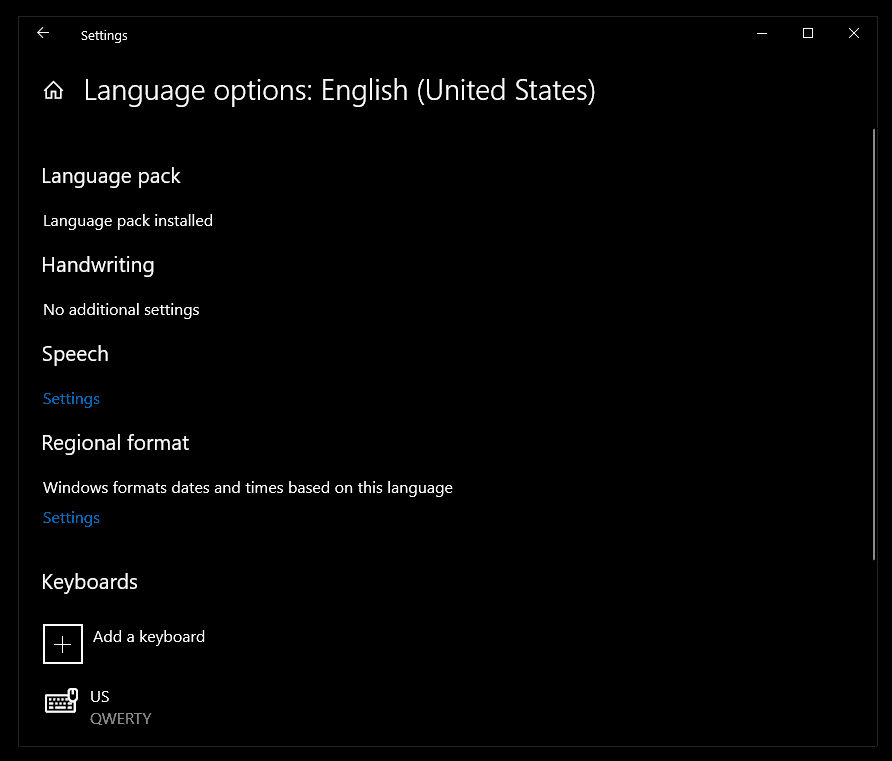 Settings
Language options: English (United States)
Language pack
Language pack installed
Handwriting
No additional settings
Speech
Settings
Regional format
Windows formats dates and times based on this language
Settings
Keyboards
Add a keyboard
US
QWERTY